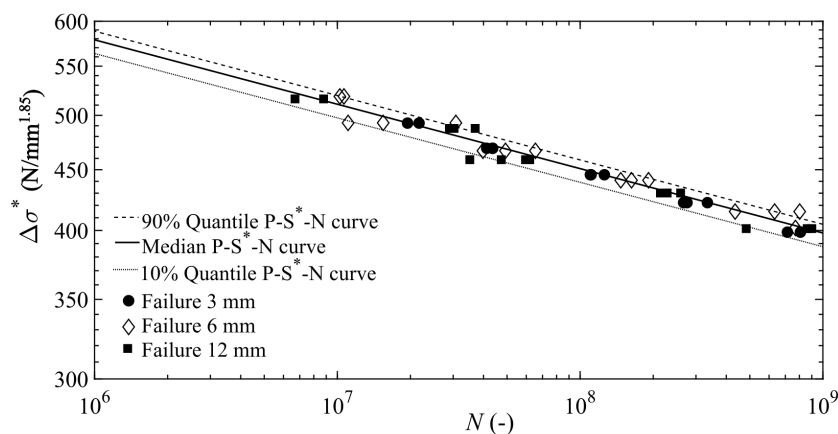 600
550
500
450
400
350
300
Δσ* (N/mm^1.85)
90% Quantile P-S*-N curve
Median P-S*-N curve
10% Quantile P-S*-N curve
Failure 3 mm
Failure 6 mm
Failure 12 mm
10^6 10^7 10^8 10^9
N (-)